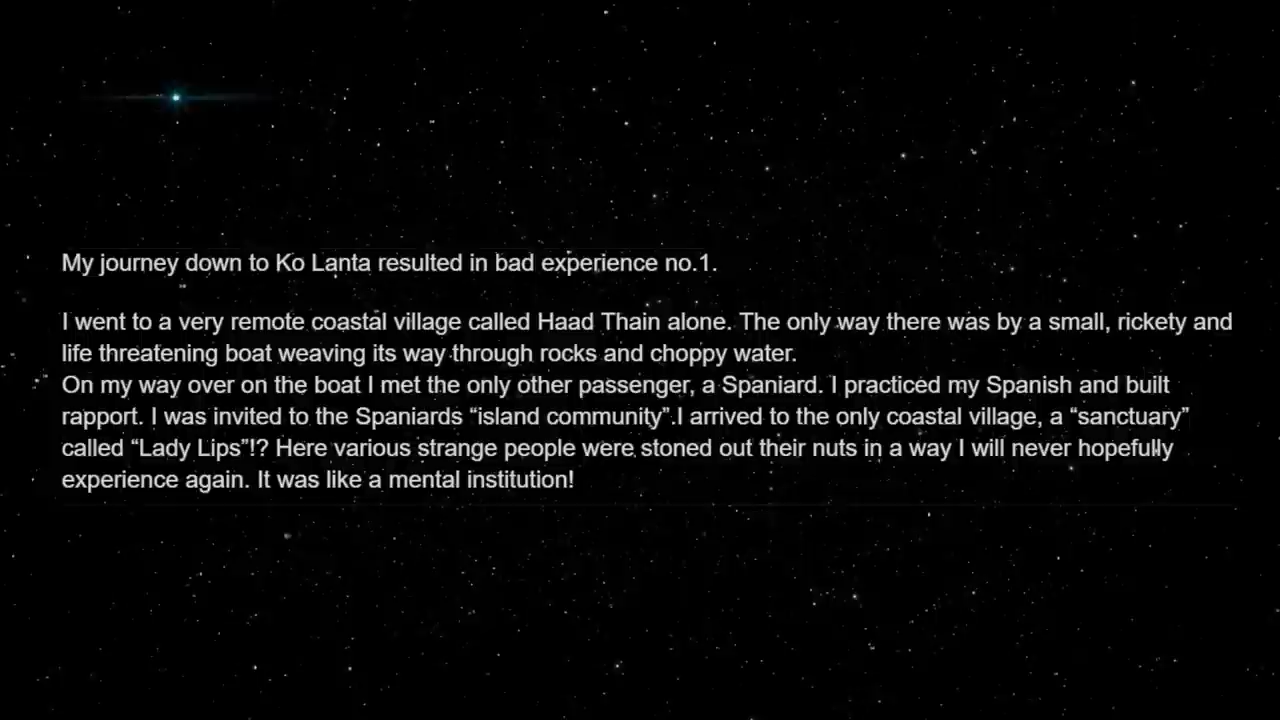 My journey down to Ko Lanta resulted in bad experience no.1.
I went to a very remote coastal village called Haad Thain alone. The only way there was by a small, rickety and
life threatening boat weaving its way through rocks and choppy water.
On my way over on the boat I met the only other passenger, a Spaniard. I practiced my Spanish and built
rapport. I was invited to the Spaniards “island community”.I arrived to the only coastal village, a “sanctuary”
called “Lady Lips”!? Here various strange people were stoned out their nuts in a way I will never hopefully
experience again. It was like a mental institution!